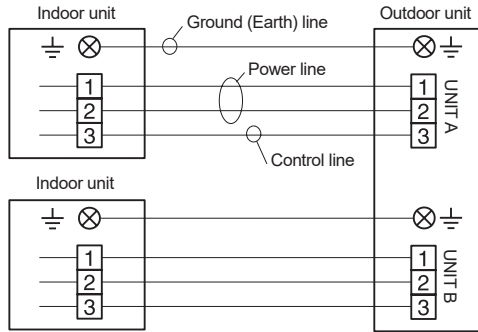 Indoor unit
Outdoor unit
Ground (Earth) line
Power line
1
2
3
1
2
3
UNIT A
Control line
Indoor unit
1
2
3
1
2
3
UNIT B